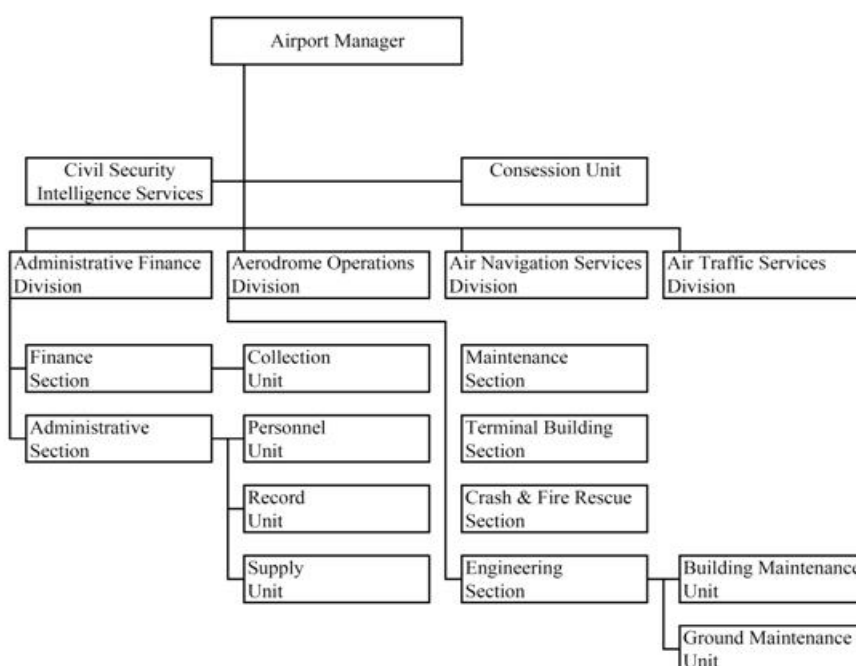 Airport Manager
Civil Security
Intelligence Services
Consession Unit
Administrative Finance
Division
Aerodrome Operations
Division
Air Navigation Services
Division
Air Traffic Services
Division
Finance
Section
Collection
Unit
Maintenance
Section
Administrative
Section
Personnel
Unit
Terminal Building
Section
Record
Unit
Crash & Fire Rescue
Section
Supply
Unit
Engineering
Section
Building Maintenance
Unit
Ground Maintenance
Unit